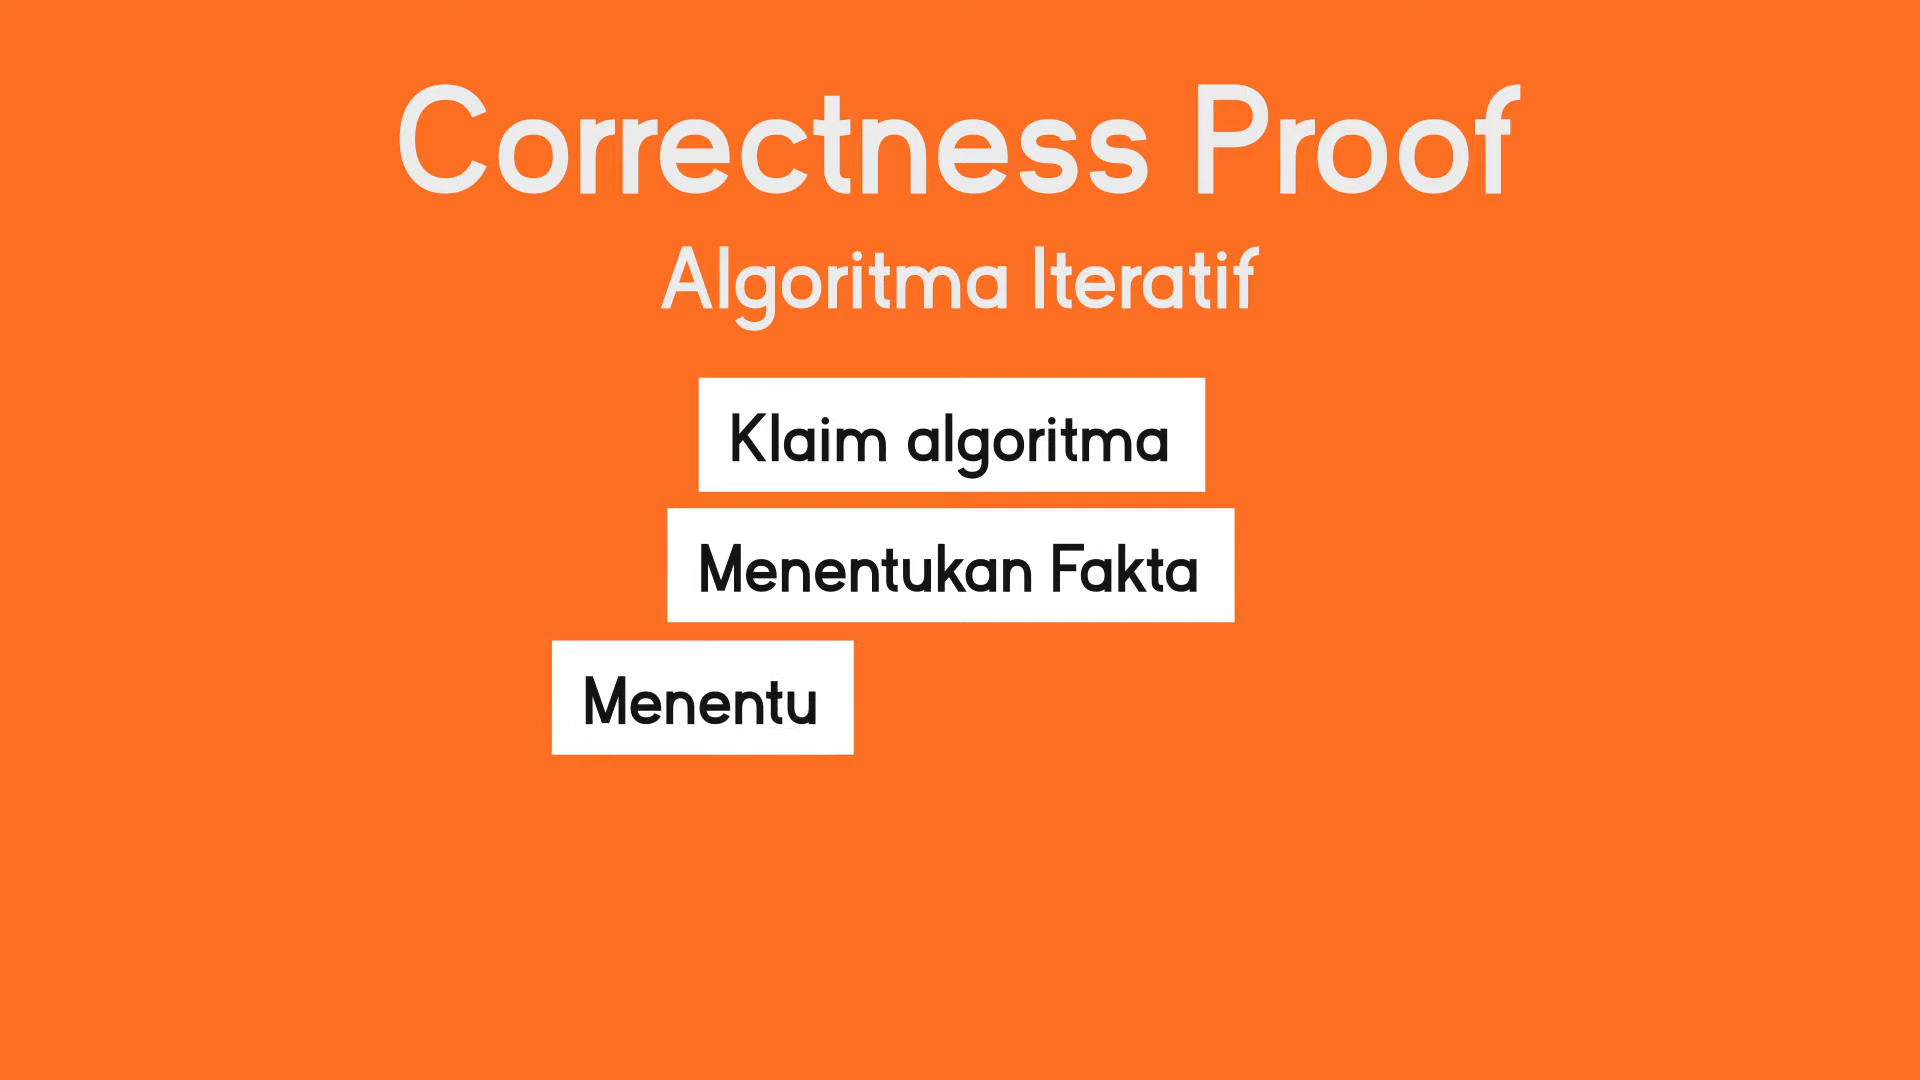 Correctness Proof
Algoritma Iteratif
Klaim algoritma
Menentukan Fakta
Menentu